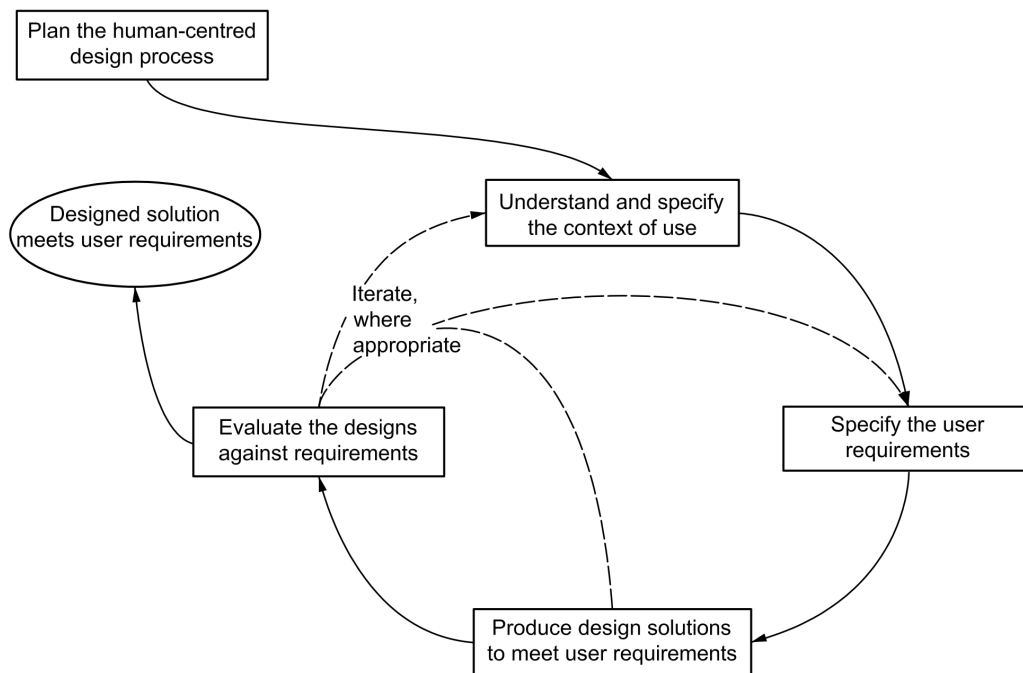 Plan the human-centred
design process
Understand and specify
the context of use
Designed solution
meets user requirements
Iterate,
where
appropriate
Evaluate the designs
against requirements
Specify the user
requirements
Produce design solutions
to meet user requirements